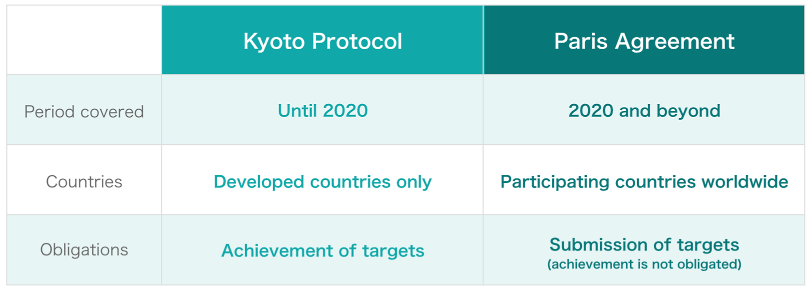 Kyoto Protocol
Paris Agreement
Period covered
Until 2020
2020 and beyond
Countries
Developed countries only
Participating countries worldwide
Obligations
Achievement of targets
Submission of targets
(achievement is not obligated)